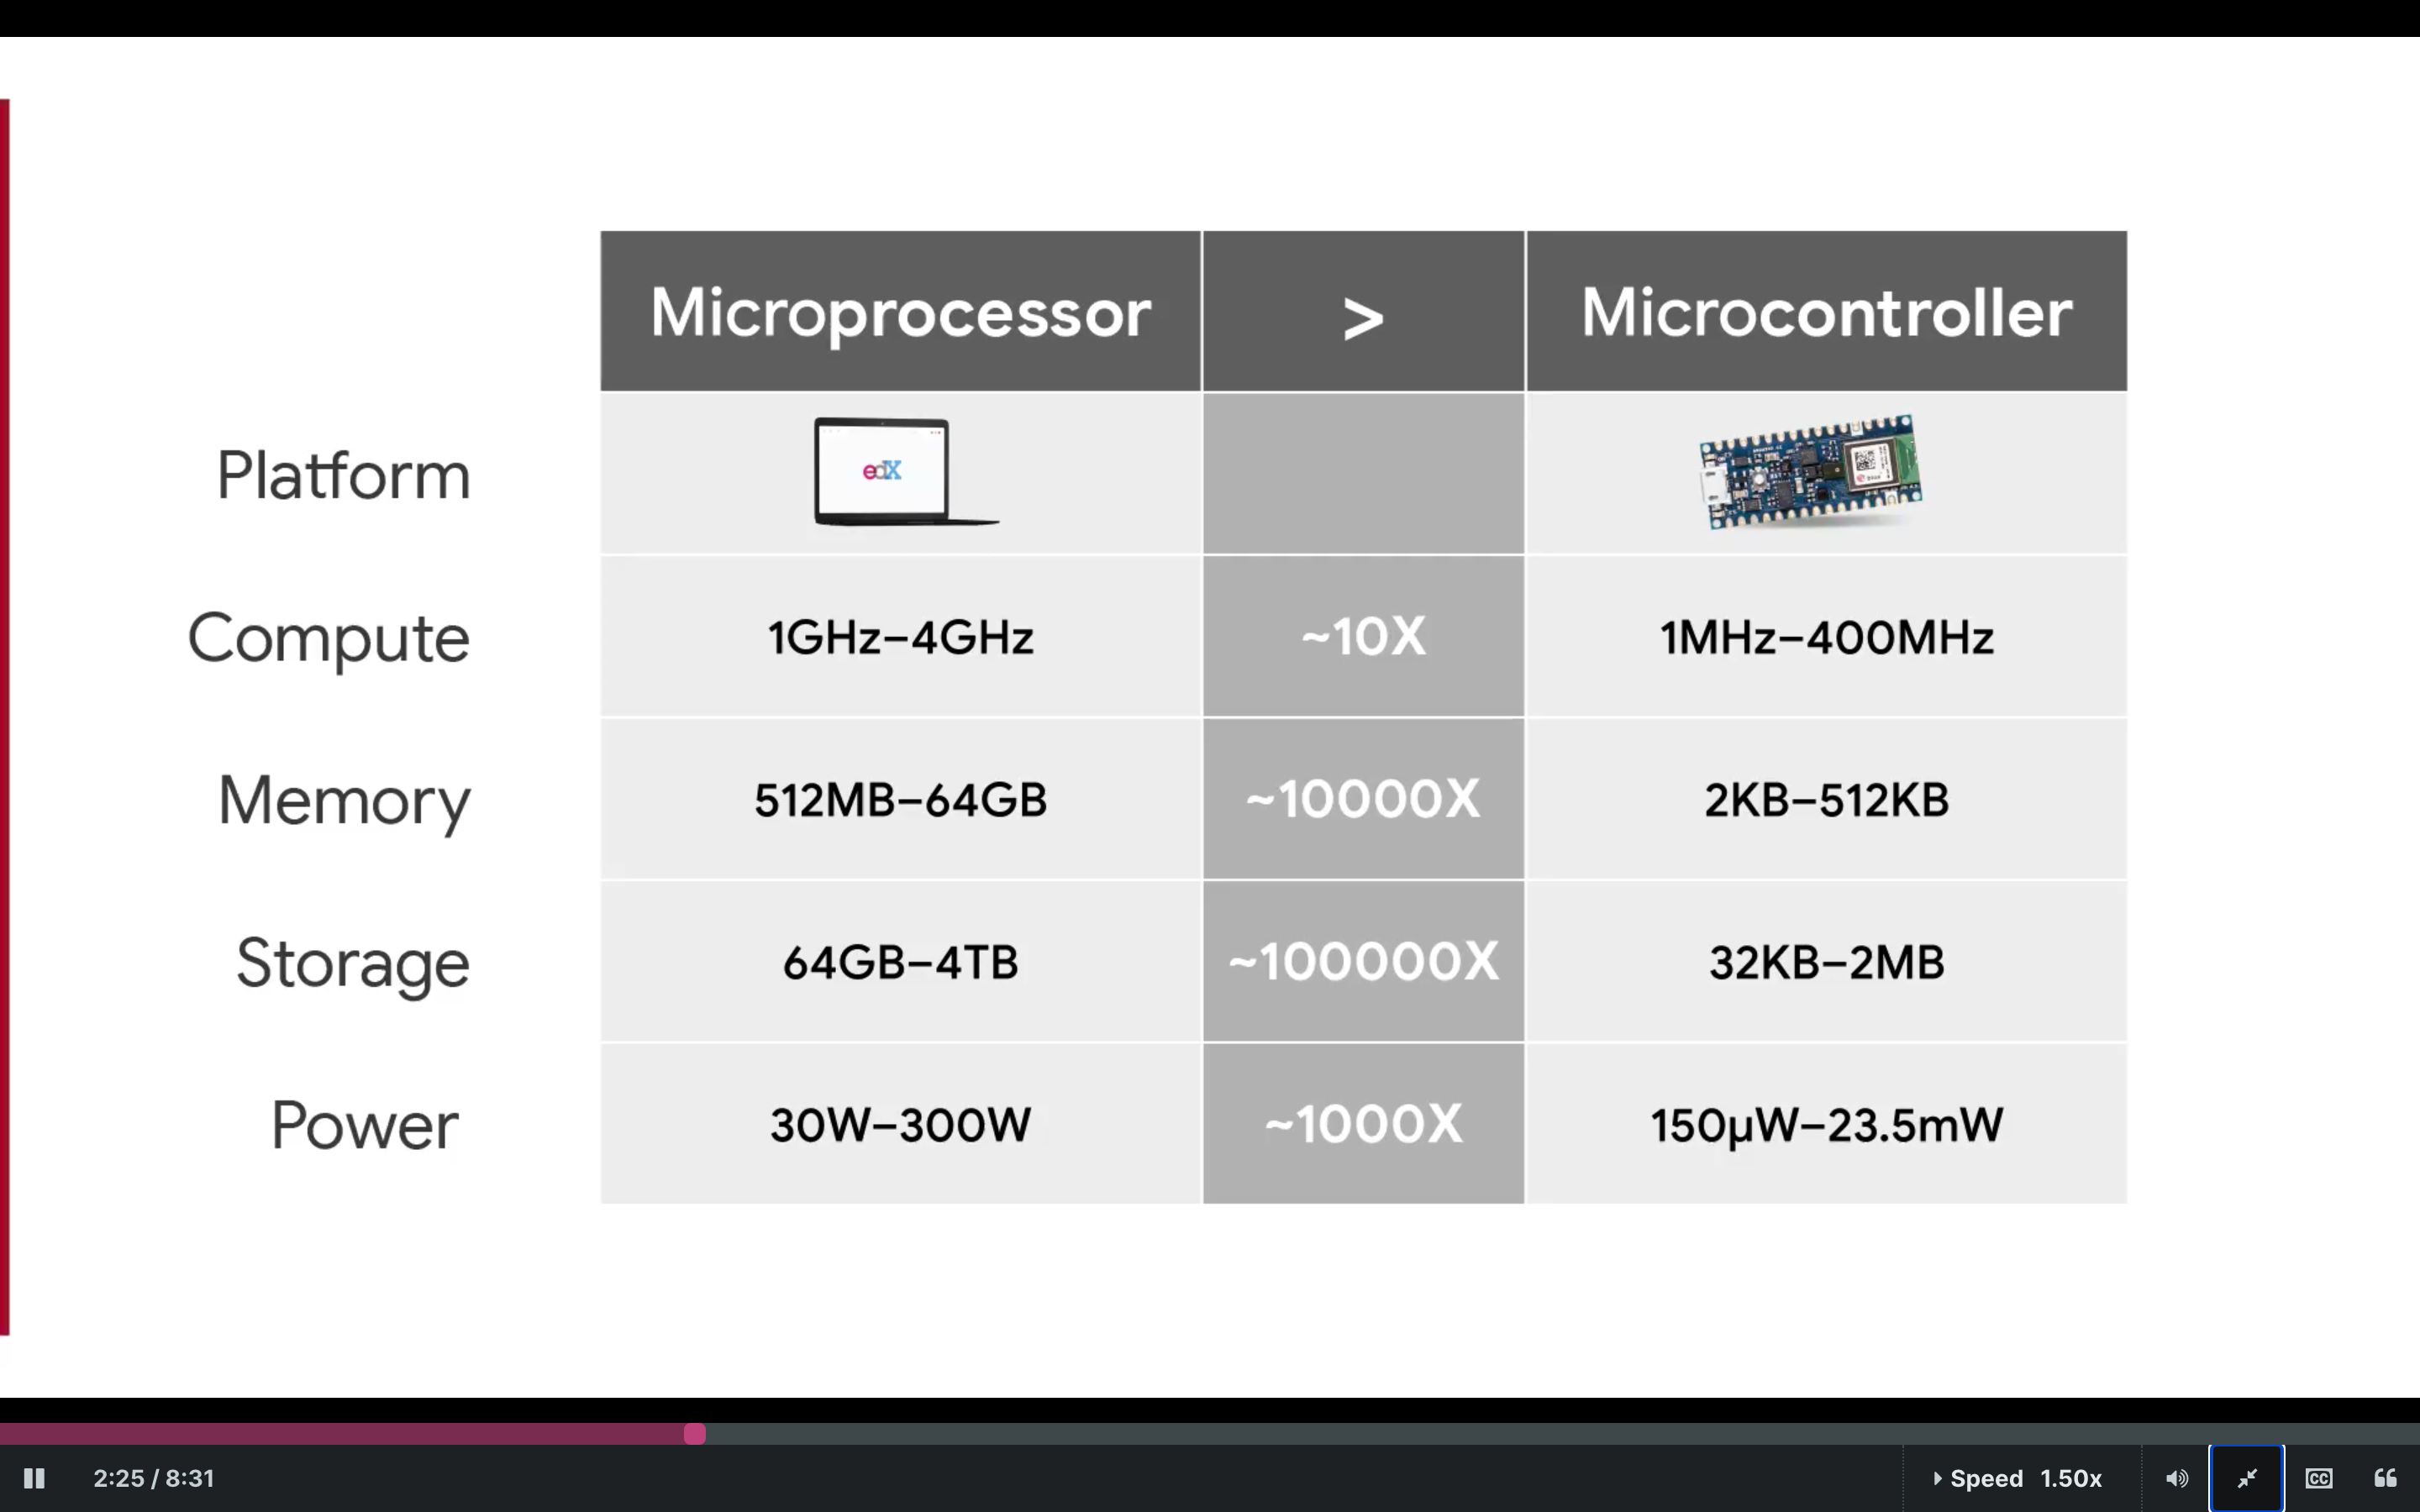 Microprocessor > Microcontroller
Platform
edX
Compute 1GHz–4GHz ~10X 1MHz–400MHz
Memory 512MB–64GB ~10000X 2KB–512KB
Storage 64GB–4TB ~100000X 32KB–2MB
Power 30W–300W ~1000X 150μW–23.5mW
2:25 / 8:31 Speed 1.50x CC